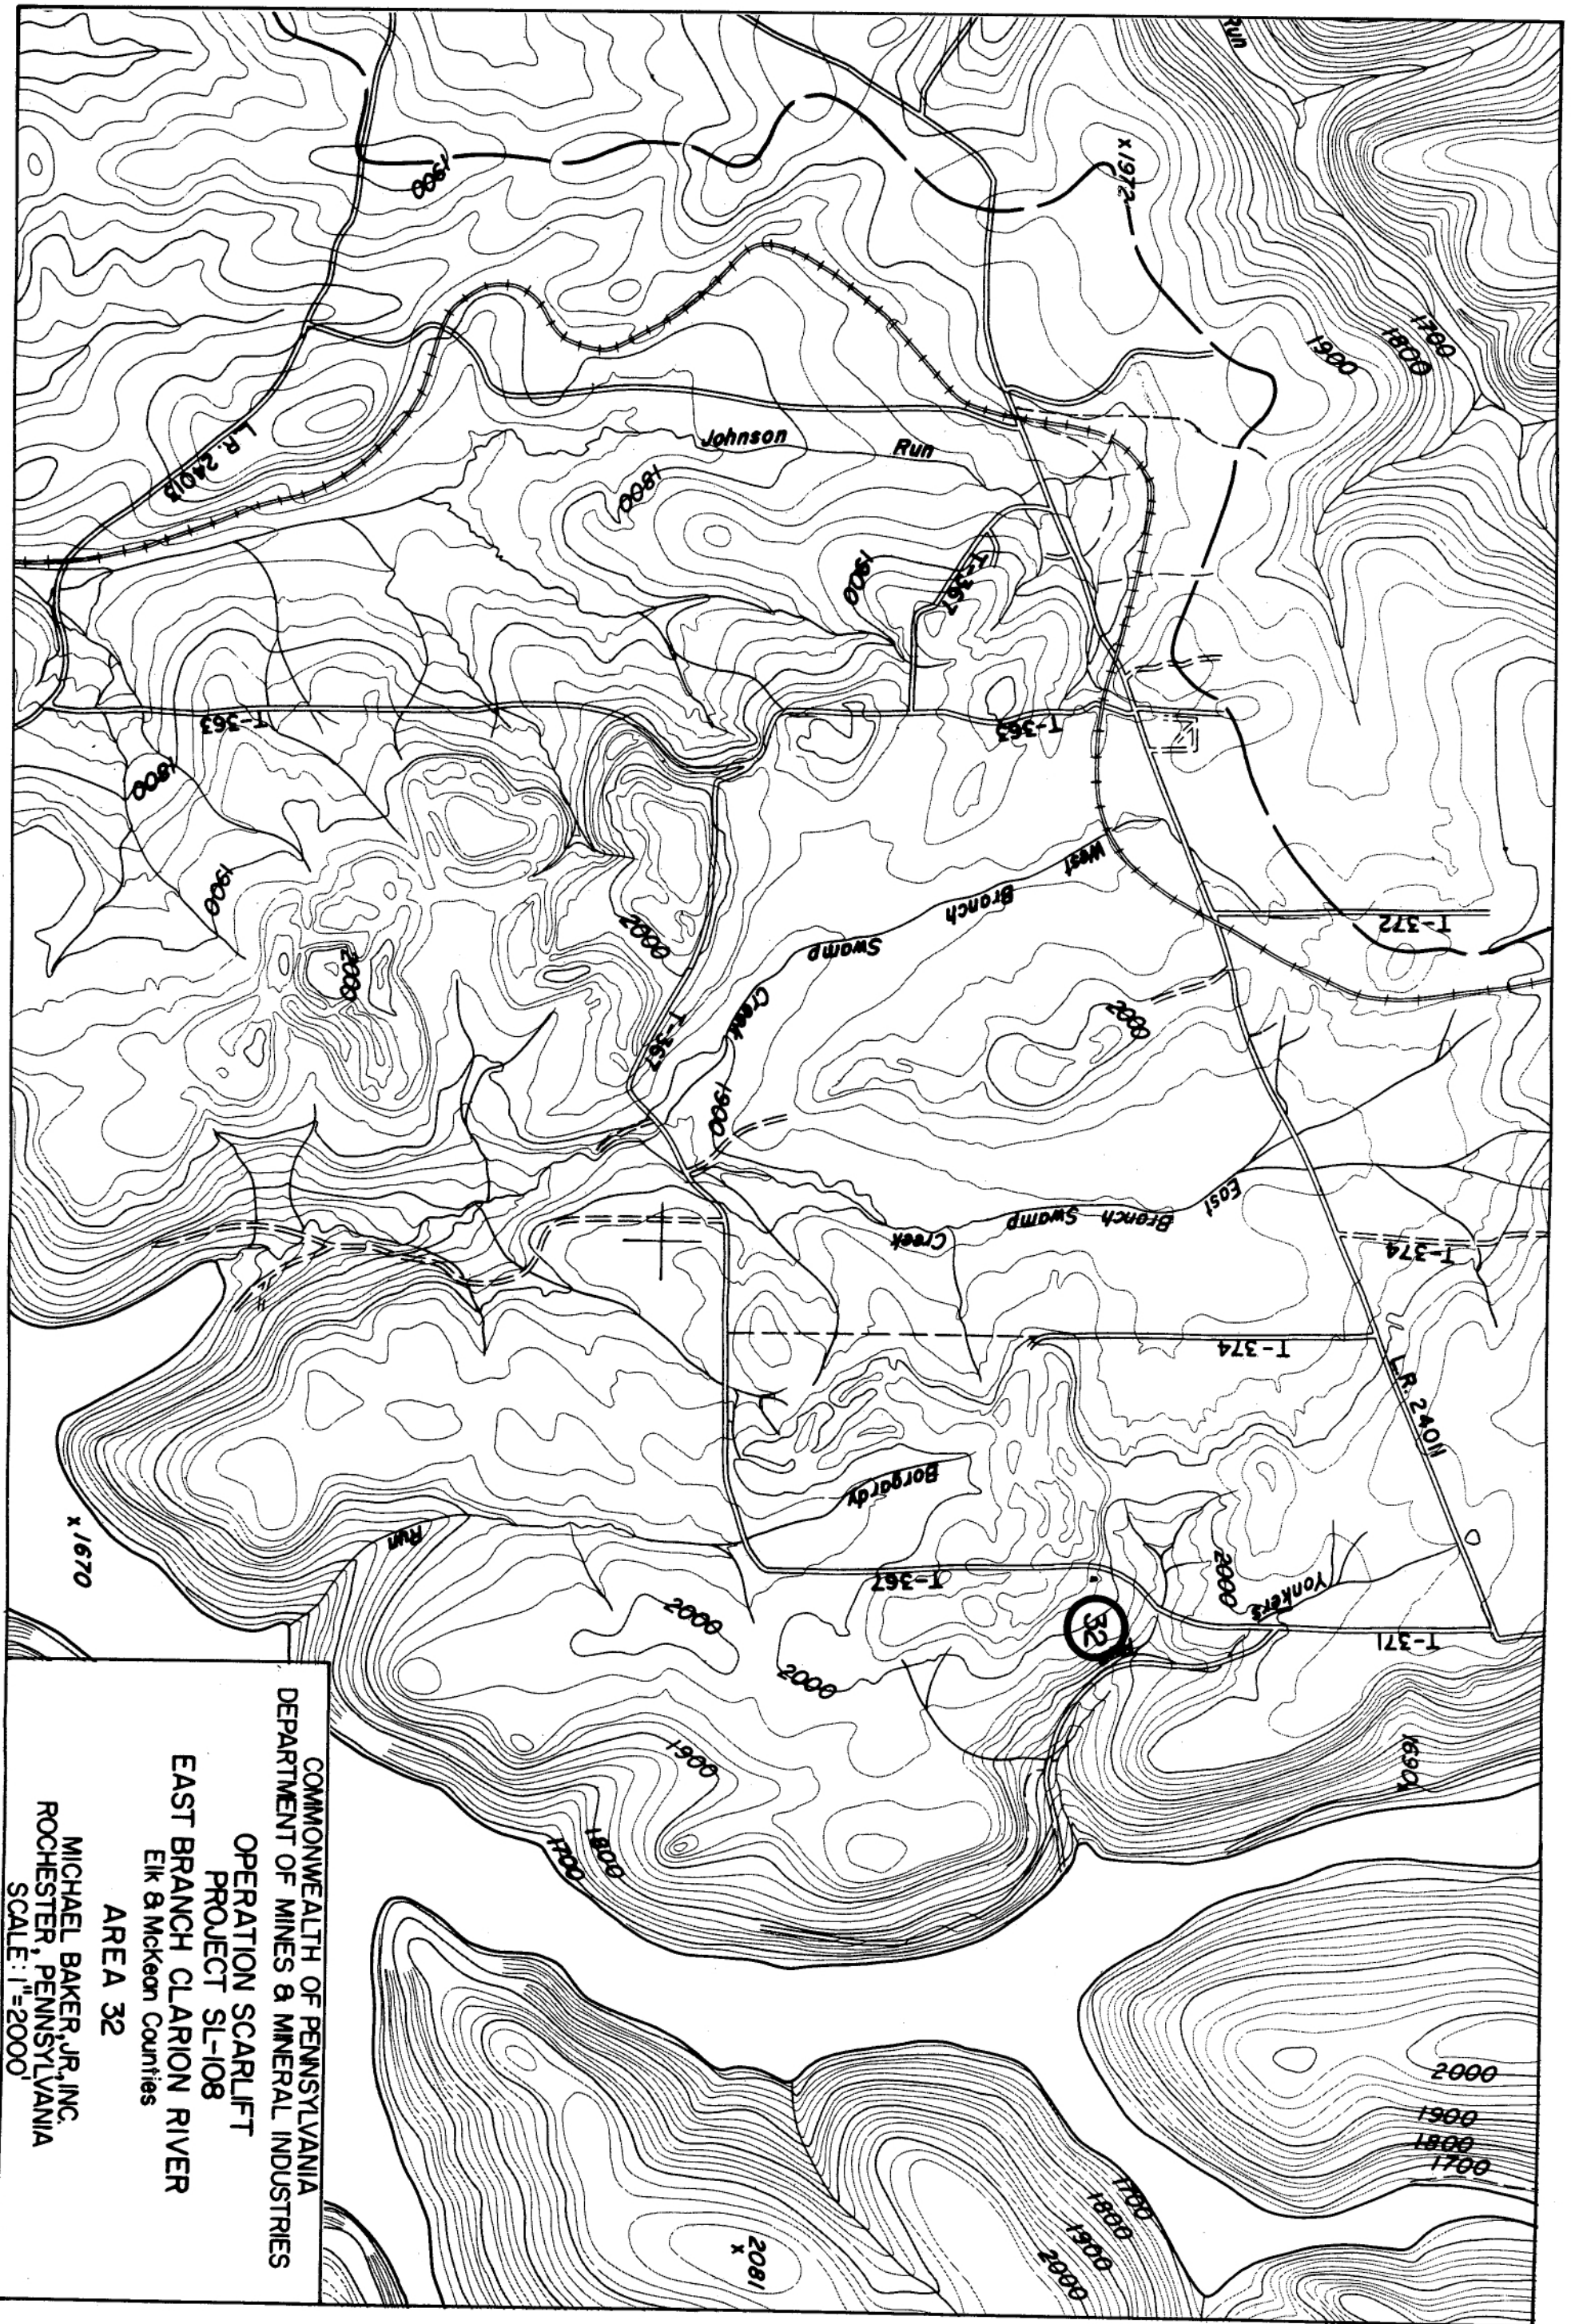 Run
x 1972
1900
1900
1800
1700
L.R. 24013
Johnson
Run
1800
1900
T-367
T-363
T-363
1800
1900
2000
2000
West
Branch
Swamp
Creek
T-372
2000
T-367
1900
East
Branch Swamp
Creek
T-374
T-374
L.R. 24011
Borgardy
Run
x 1670
T-367
2000
Yonkers
32
T-371
2000
2000
1900
1800
1700
1690x
2000
1900
1800
1700
1700
1800
1900
2000
2081
x
COMMONWEALTH OF PENNSYLVANIA
DEPARTMENT OF MINES & MINERAL INDUSTRIES
OPERATION SCARLIFT
PROJECT SL-108
EAST BRANCH CLARION RIVER
Elk & McKean Counties
AREA 32
MICHAEL BAKER, JR., INC.
ROCHESTER, PENNSYLVANIA
SCALE: 1"=2000'